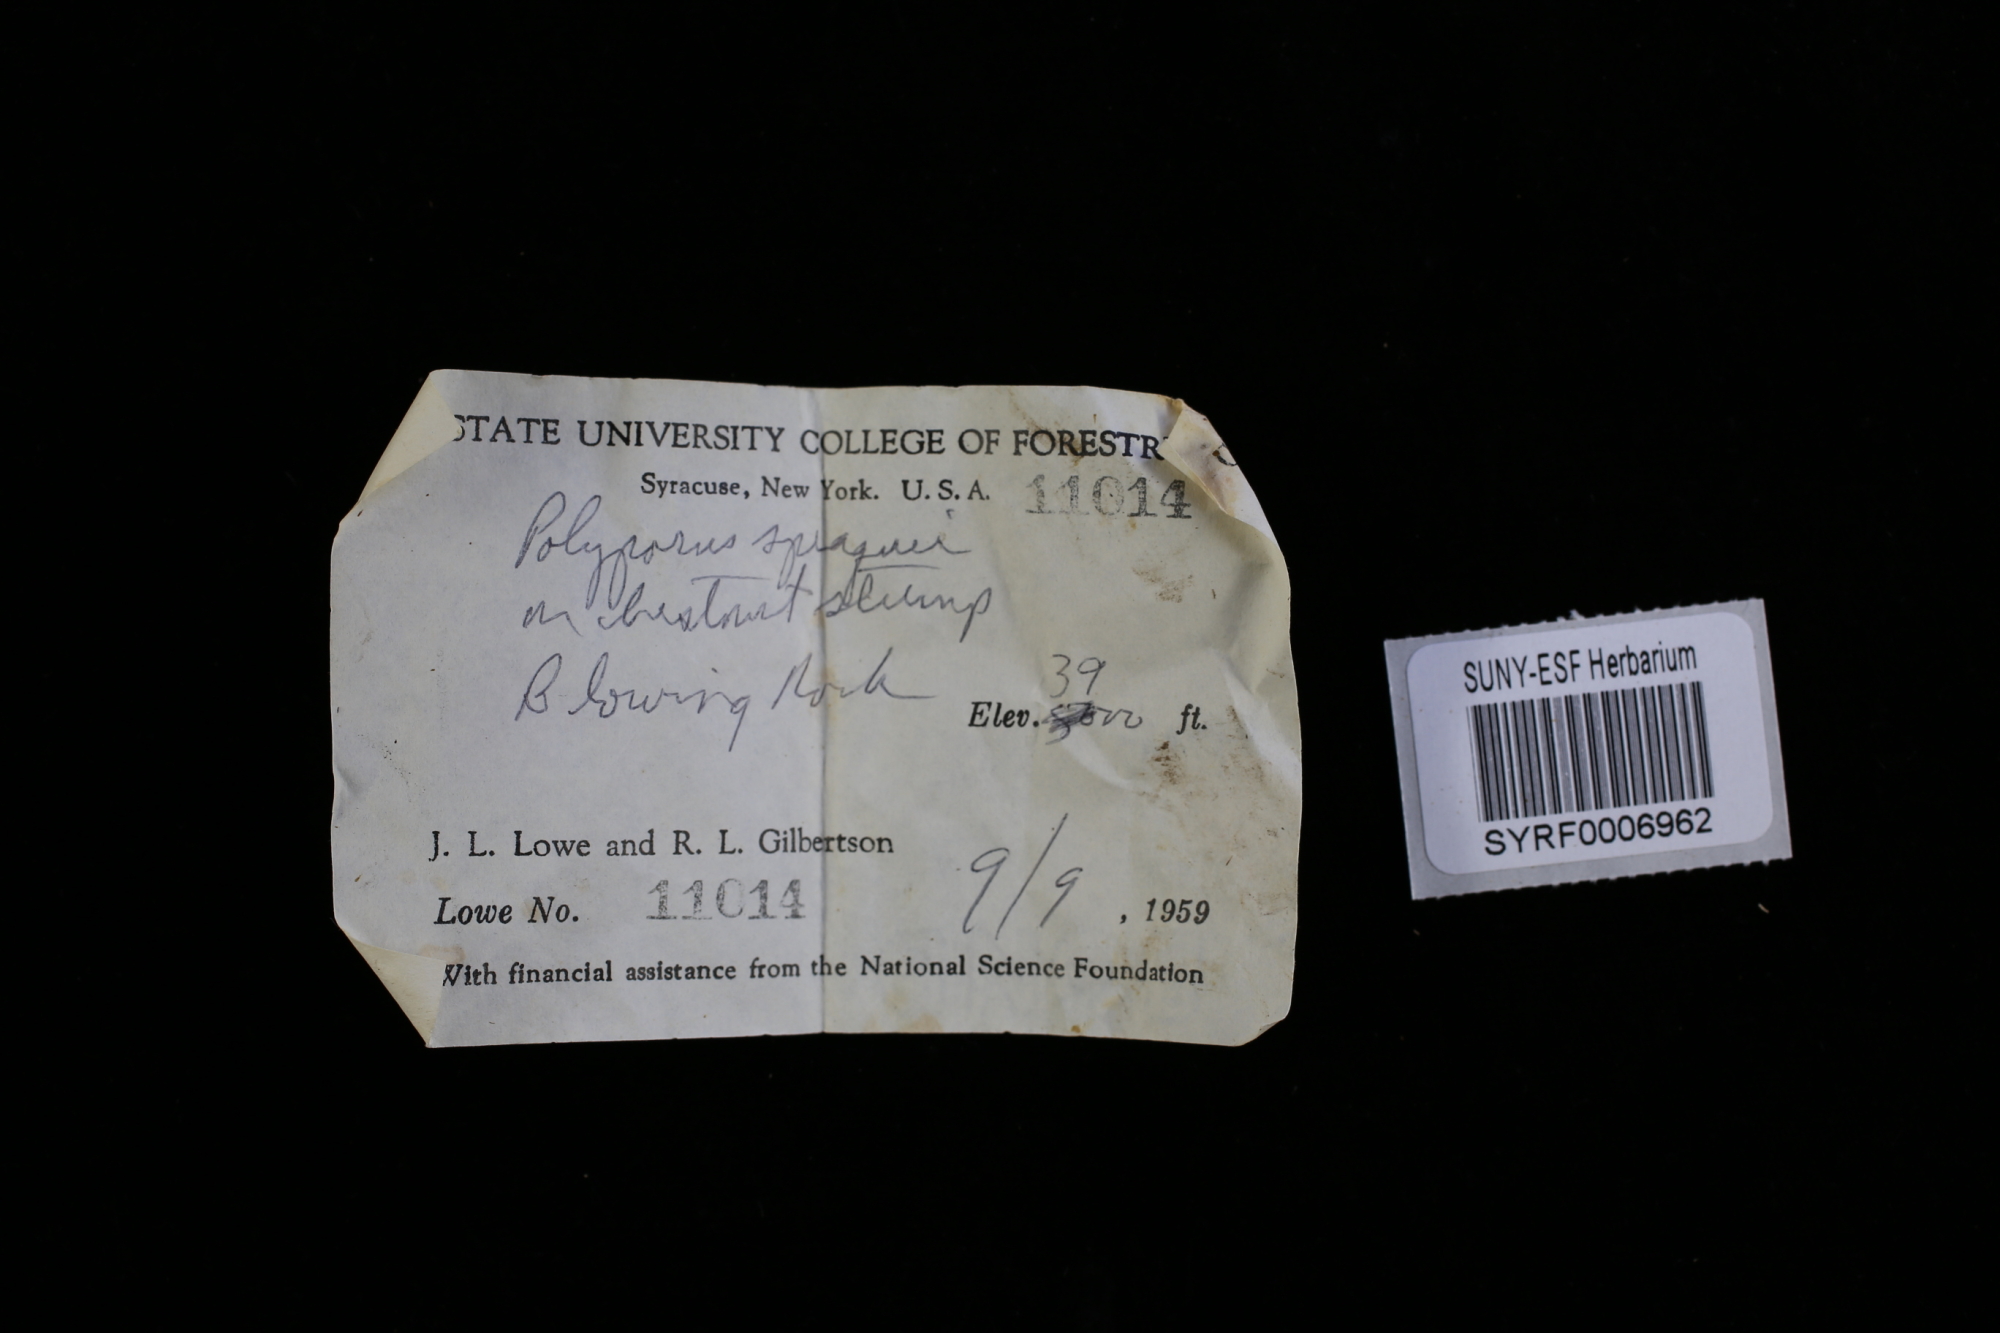 STATE UNIVERSITY COLLEGE OF FORESTR
Syracuse, New York. U. S. A. 11014
Polyporus spraguei
on chestnut stump
Blowing Rock
39
Elev. 00 ft.
J. L. Lowe and R. L. Gilbertson
Lowe No. 11014 9/9, 1959
With financial assistance from the National Science Foundation
SUNY-ESF Herbarium
SYRF0006962